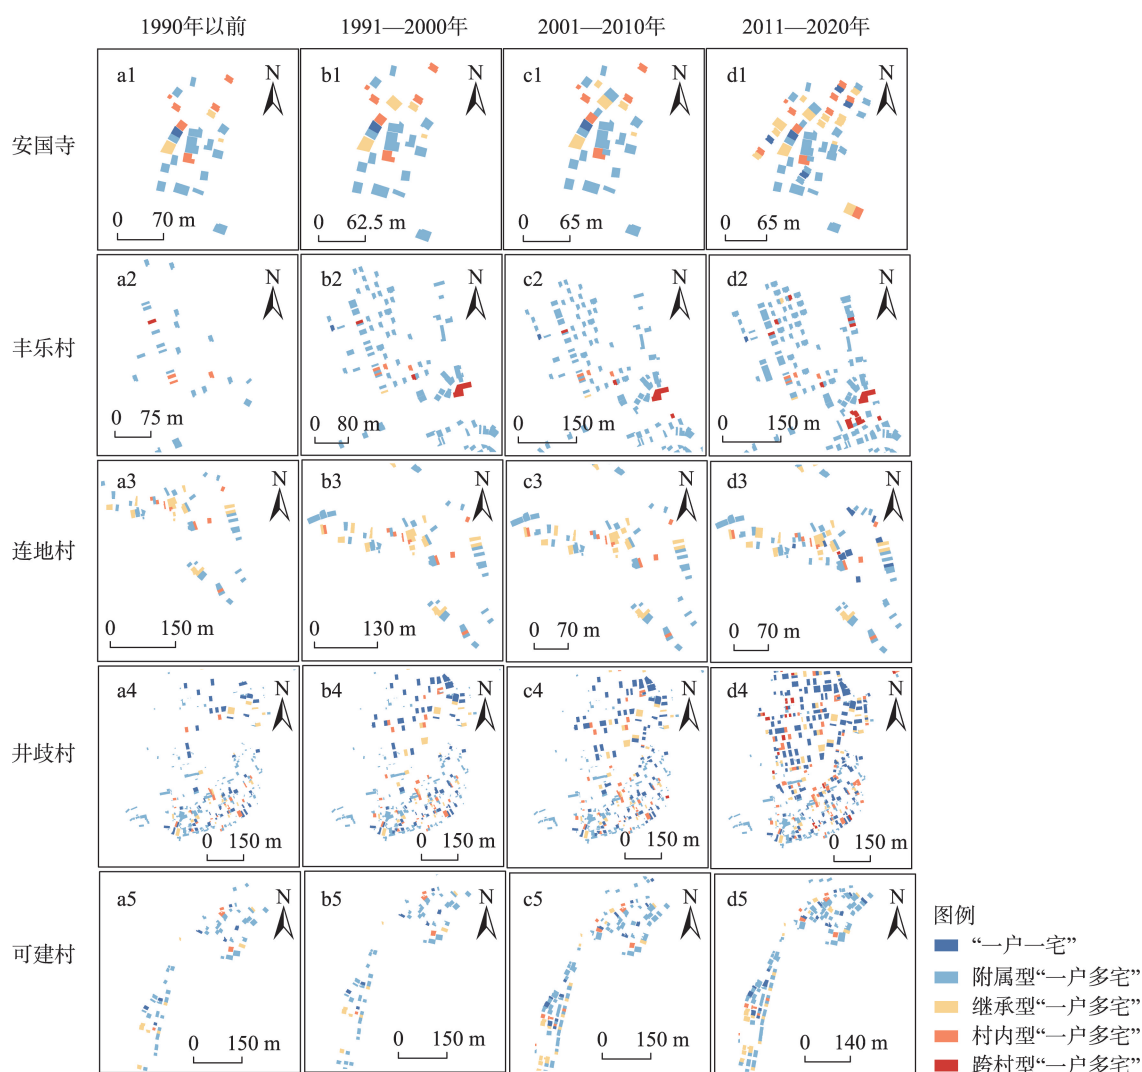 1990年以前 1991—2000年 2001—2010年 2011—2020年
安国寺
a1 N 0 70 m
b1 N 0 62.5 m
c1 N 0 65 m
d1 N 0 65 m
丰乐村
a2 N 0 75 m
b2 N 0 80 m
c2 N 0 150 m
d2 N 0 150 m
连地村
a3 N 0 150 m
b3 N 0 130 m
c3 N 0 70 m
d3 N 0 70 m
井歧村
a4 N 0 150 m
b4 N 0 150 m
c4 N 0 150 m
d4 N 0 150 m
可建村
a5 N 0 150 m
b5 N 0 150 m
c5 N 0 150 m
d5 N 0 140 m
图例
“一户一宅”
附属型“一户多宅”
继承型“一户多宅”
村内型“一户多宅”
跨村型“一户多宅”